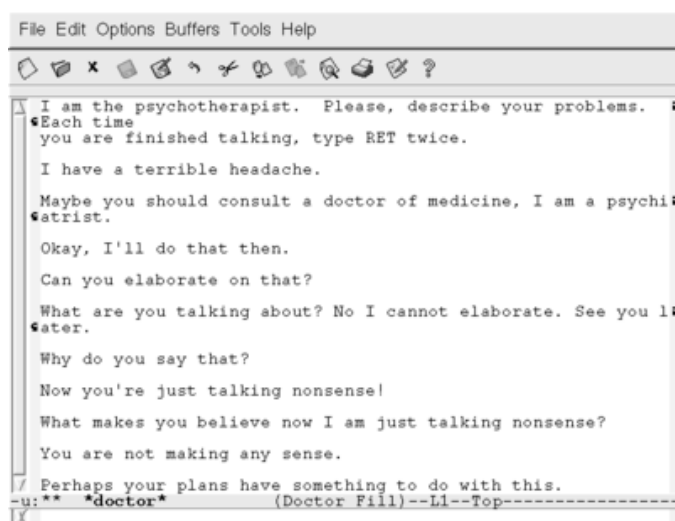 File Edit Options Buffers Tools Help
I am the psychotherapist.  Please, describe your problems.
Each time
you are finished talking, type RET twice.
I have a terrible headache.
Maybe you should consult a doctor of medicine, I am a psychi
atrist.
Okay, I'll do that then.
Can you elaborate on that?
What are you talking about? No I cannot elaborate. See you l
ater.
Why do you say that?
Now you're just talking nonsense!
What makes you believe now I am just talking nonsense?
You are not making any sense.
Perhaps your plans have something to do with this.
-u:**  *doctor*          (Doctor Fill)--L1--Top-----------------